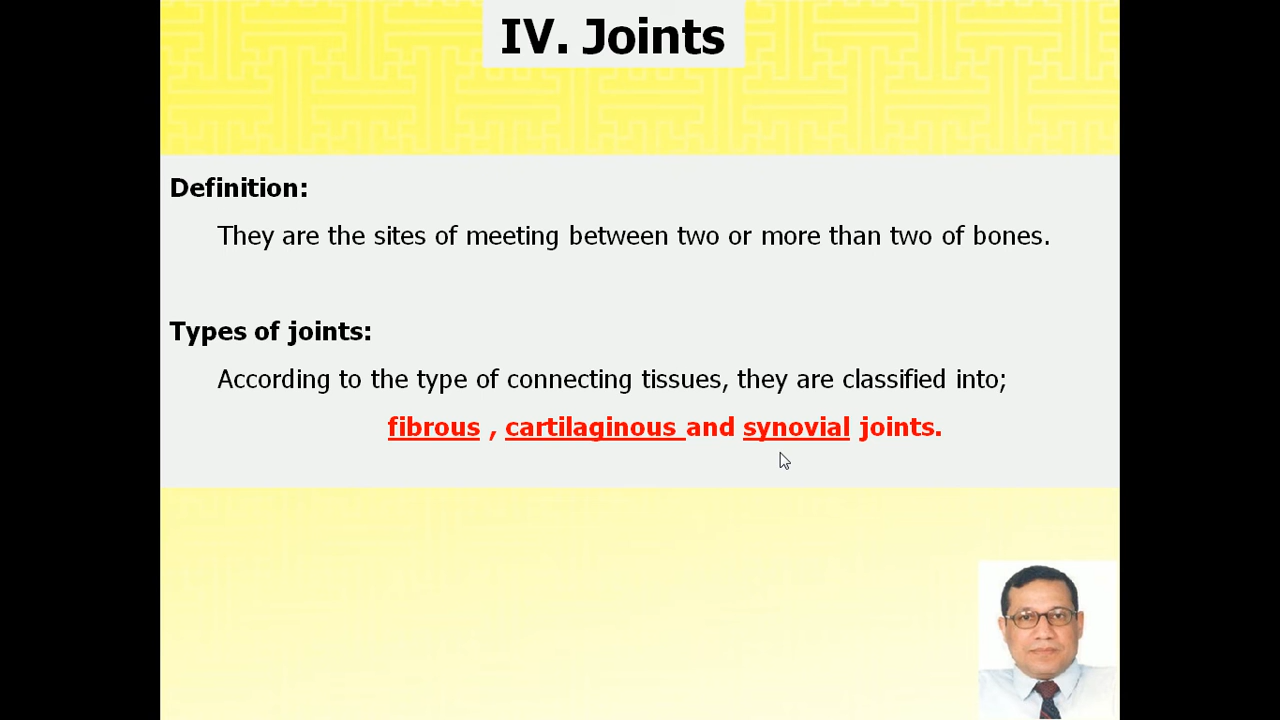 IV. Joints
Definition:
They are the sites of meeting between two or more than two of bones.
Types of joints:
According to the type of connecting tissues, they are classified into;
fibrous , cartilaginous and synovial joints.